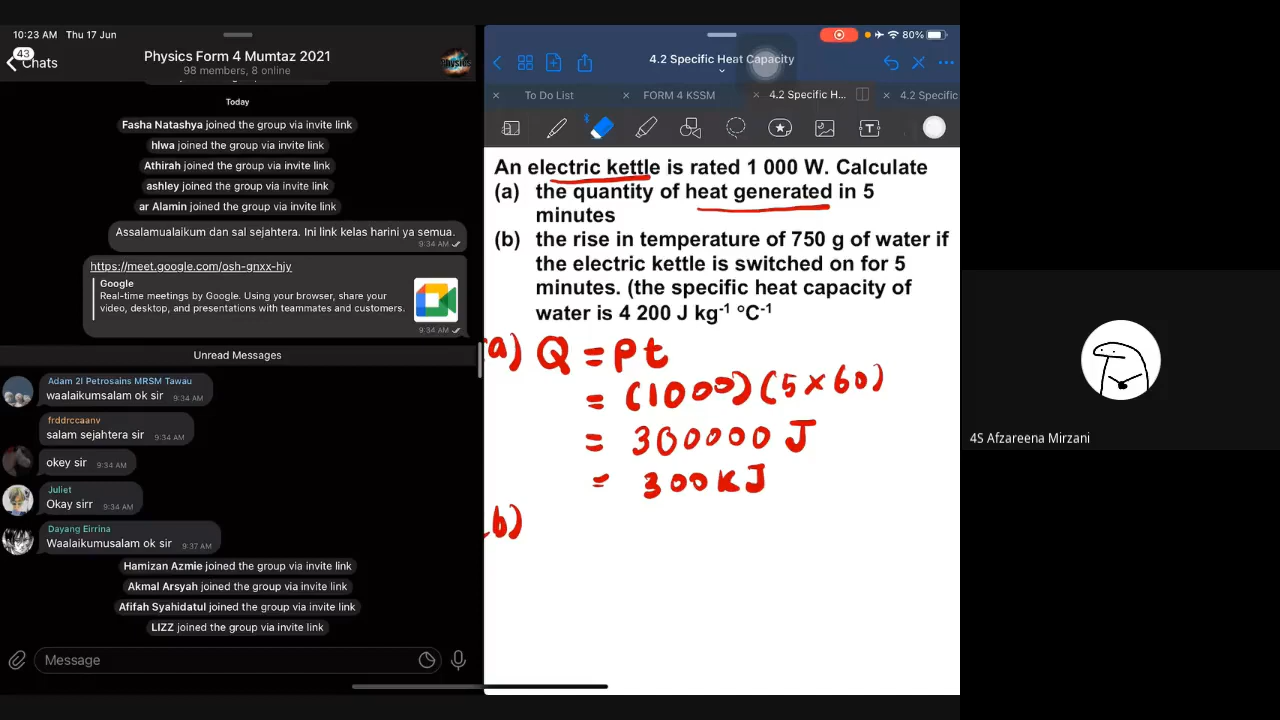 10:23 AM Thu 17 Jun
43
Chats
Physics Form 4 Mumtaz 2021
98 members, 8 online
Today
Fasha Natashya joined the group via invite link
hlwa joined the group via invite link
Athirah joined the group via invite link
ashley joined the group via invite link
ar Alamin joined the group via invite link
Assalamualaikum dan sal sejahtera. Ini link kelas harini ya semua.
9:34 AM
https://meet.google.com/osh-gnxx-hjy
Google
Real-time meetings by Google. Using your browser, share your
video, desktop, and presentations with teammates and customers.
9:34 AM
Unread Messages
Adam 2I Petrosains MRSM Tawau
waalaikumsalam ok sir 9:34 AM
frddrccaanv
salam sejahtera sir 9:34 AM
okey sir 9:34 AM
Juliet
Okay sirr 9:34 AM
Dayang Eirrina
Waalaikumusalam ok sir 9:37 AM
Hamizan Azmie joined the group via invite link
Akmal Arsyah joined the group via invite link
Afifah Syahidatul joined the group via invite link
LIZZ joined the group via invite link
Message
80%
4.2 Specific Heat Capacity
To Do List
FORM 4 KSSM
4.2 Specific H...
4.2 Specific
An electric kettle is rated 1 000 W. Calculate
(a) the quantity of heat generated in 5
minutes
(b) the rise in temperature of 750 g of water if
the electric kettle is switched on for 5
minutes. (the specific heat capacity of
water is 4 200 J kg⁻¹ °C⁻¹
(a) Q = Pt
= (1000) (5 × 60)
= 300000 J
= 300 KJ
(b)
4S Afzareena Mirzani